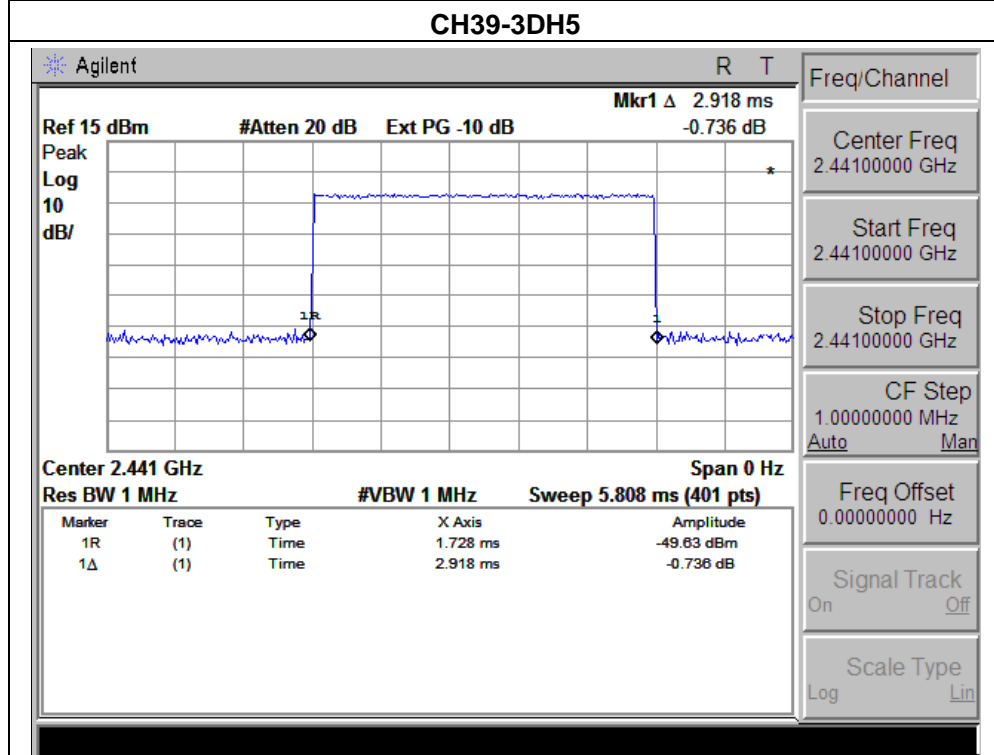 CH39-3DH5
Agilent R T
Mkr1 Δ 2.918 ms
Ref 15 dBm #Atten 20 dB Ext PG -10 dB -0.736 dB
Peak
Log
10
dB/
*
1R
1
Center 2.441 GHz Span 0 Hz
Res BW 1 MHz #VBW 1 MHz Sweep 5.808 ms (401 pts)
Marker Trace Type X Axis Amplitude
1R (1) Time 1.728 ms -49.63 dBm
1Δ (1) Time 2.918 ms -0.736 dB
Freq/Channel
Center Freq
2.44100000 GHz
Start Freq
2.44100000 GHz
Stop Freq
2.44100000 GHz
CF Step
1.00000000 MHz
Auto Man
Freq Offset
0.00000000 Hz
Signal Track
On Off
Scale Type
Log Lin